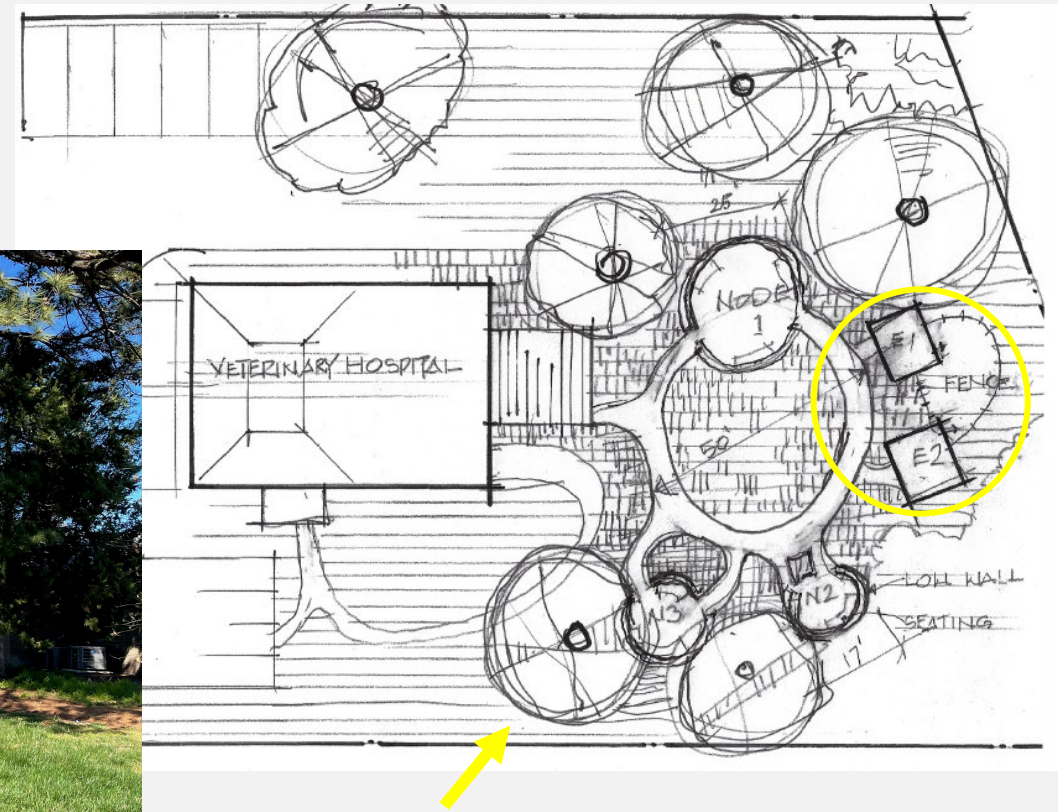 25'
NODE
1
E1
VETERINARY HOSPITAL
FENCE
50'
E2
LOW WALL
SEATING
N2
N3
17'